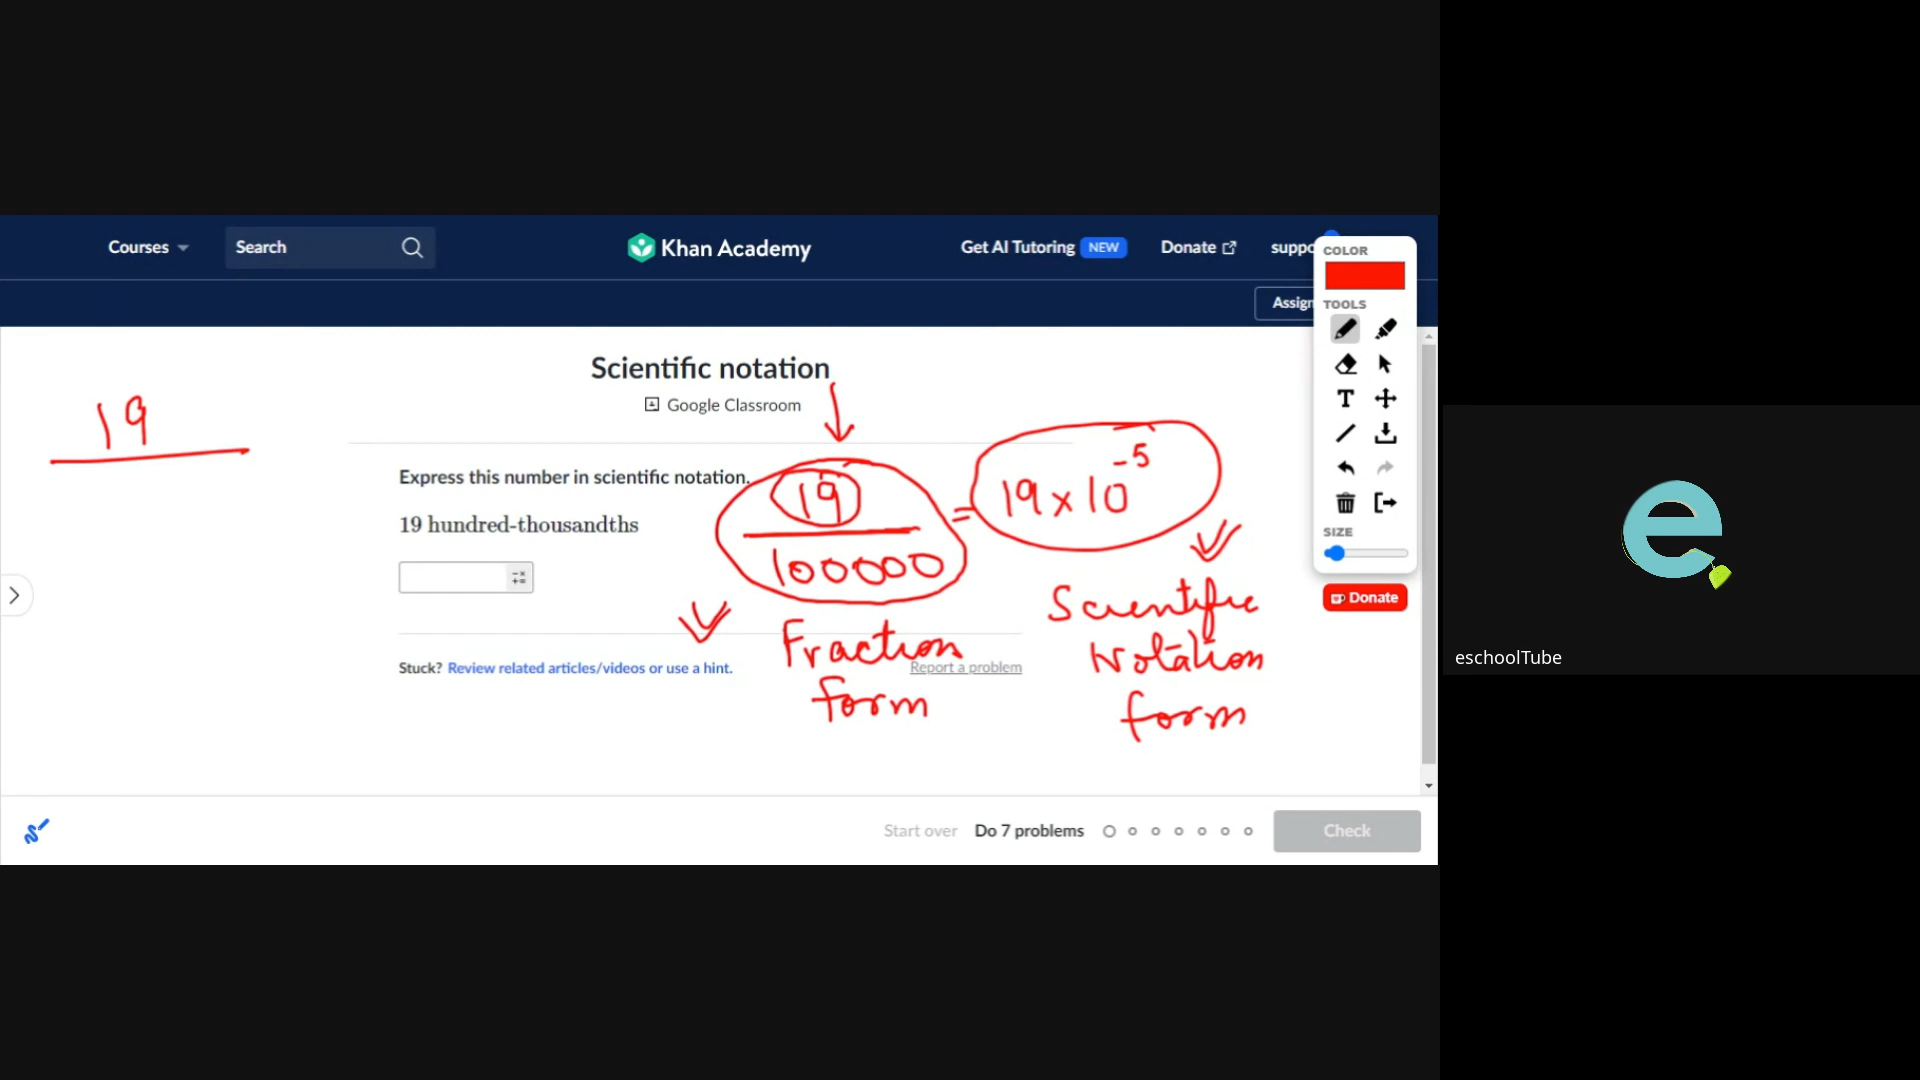 Courses
Search
Khan Academy
Get AI Tutoring NEW
Donate
suppo
Assign
COLOR
TOOLS
T
SIZE
Donate
Scientific notation
Google Classroom
19
Express this number in scientific notation.
19 hundred-thousandths
19
100000
= 19 x 10^-5
Fraction
form
Scientific
Notation
form
Stuck? Review related articles/videos or use a hint.
Report a problem
Start over
Do 7 problems
Check
e
eschoolTube